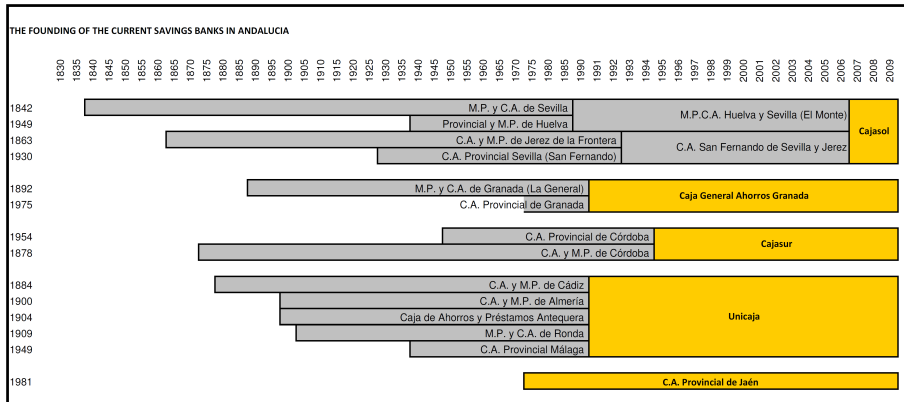 THE FOUNDING OF THE CURRENT SAVINGS BANKS IN ANDALUCIA
1830 1835 1840 1845 1850 1855 1860 1865 1870 1875 1880 1885 1890 1895 1900 1905 1910 1915 1920 1925 1930 1935 1940 1945 1950 1955 1960 1965 1970 1975 1980 1985 1990 1991 1992 1993 1994 1995 1996 1997 1998 1999 2000 2001 2002 2003 2004 2005 2006 2007 2008 2009
1842 M.P. y C.A. de Sevilla
M.P.C.A. Huelva y Sevilla (El Monte)
1949 Provincial y M.P. de Huelva
Cajasol
1863 C.A. y M.P. de Jerez de la Frontera
C.A. San Fernando de Sevilla y Jerez
1930 C.A. Provincial Sevilla (San Fernando)
1892 M.P. y C.A. de Granada (La General)
Caja General Ahorros Granada
1975 C.A. Provincial de Granada
1954 C.A. Provincial de Córdoba
Cajasur
1878 C.A. y M.P. de Córdoba
1884 C.A. y M.P. de Cádiz
1900 C.A. y M.P. de Almería
1904 Caja de Ahorros y Préstamos Antequera
Unicaja
1909 M.P. y C.A. de Ronda
1949 C.A. Provincial Málaga
1981 C.A. Provincial de Jaén